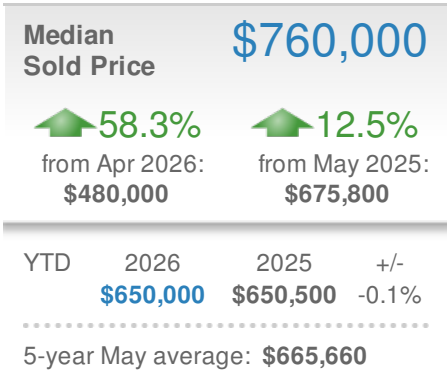 Median $760,000
Sold Price
58.3% 12.5%
from Apr 2026: from May 2025:
$480,000 $675,800
YTD 2026 2025 +/-
$650,000 $650,500 -0.1%
5-year May average: $665,660